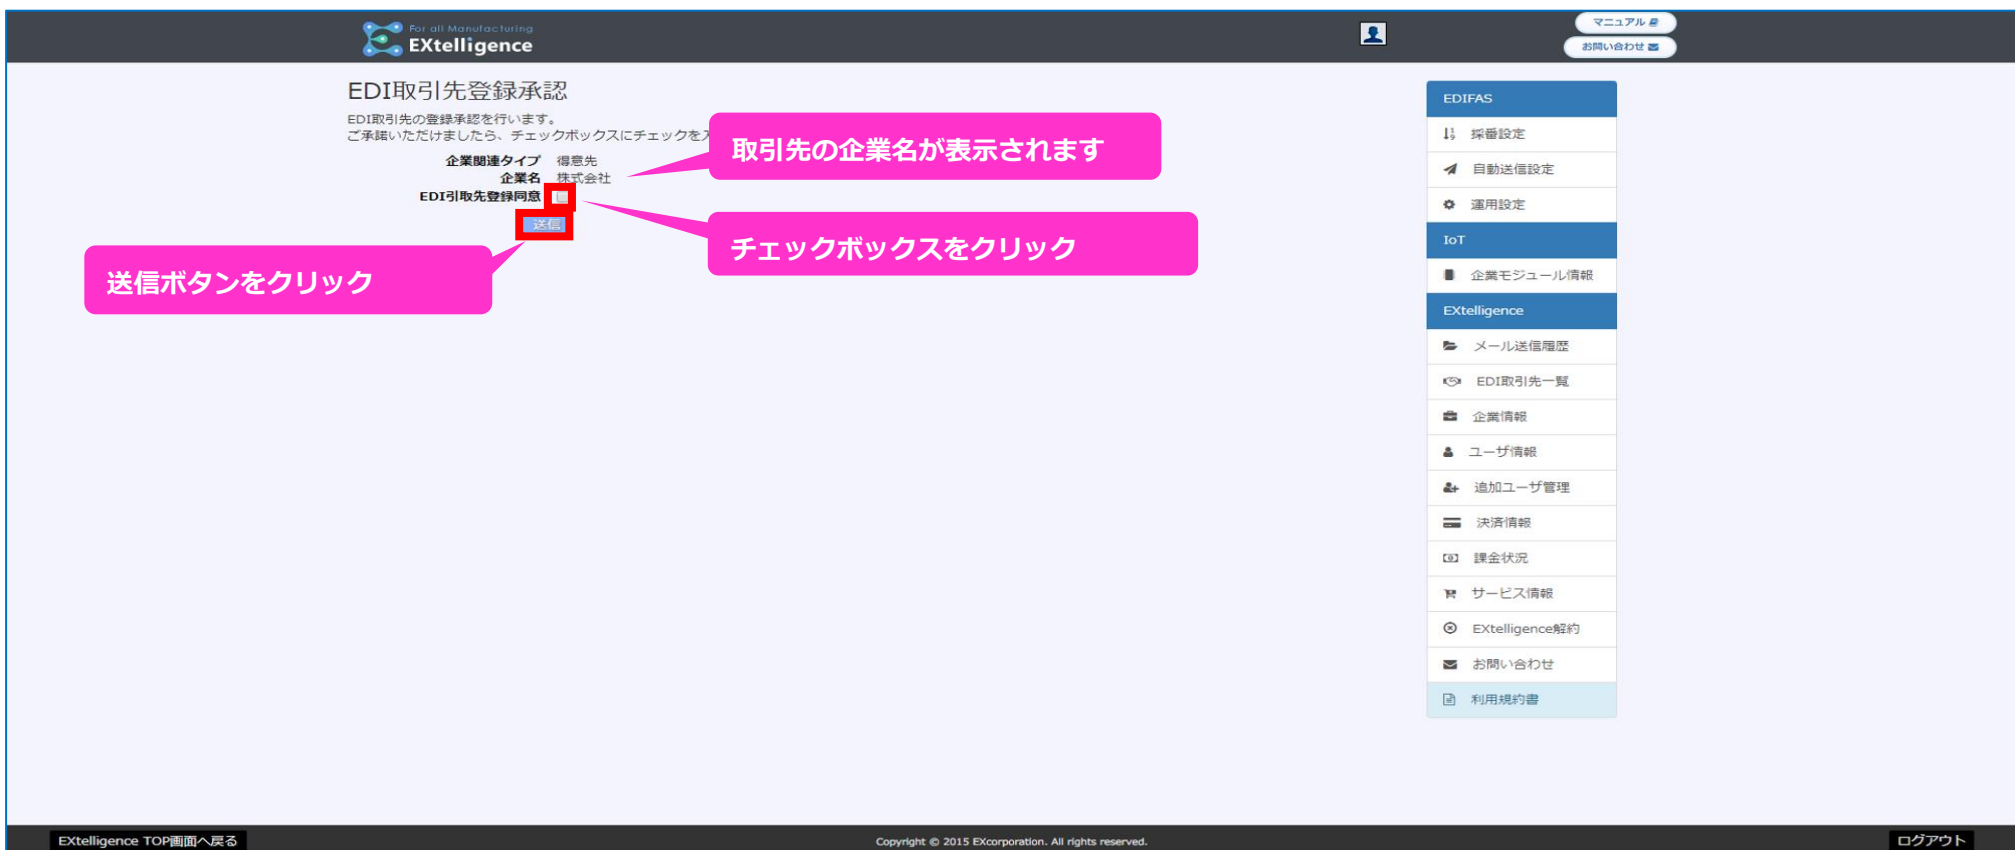 For all Manufacturing
EXtelligence
マニュアル
お問い合わせ
EDI取引先登録承認
EDI取引先の登録承認を行います。
ご承諾いただけましたら、チェックボックスにチェックを入
企業関連タイプ 得意先
企業名 株式会社
EDI引取先登録同意
送信
取引先の企業名が表示されます
チェックボックスをクリック
送信ボタンをクリック
EDIFAS
採番設定
自動送信設定
運用設定
IoT
企業モジュール情報
EXtelligence
メール送信履歴
EDI取引先一覧
企業情報
ユーザ情報
追加ユーザ管理
決済情報
課金状況
サービス情報
EXtelligence解約
お問い合わせ
利用規約書
EXtelligence TOP画面へ戻る
Copyright © 2015 EXcorporation. All rights reserved.
ログアウト